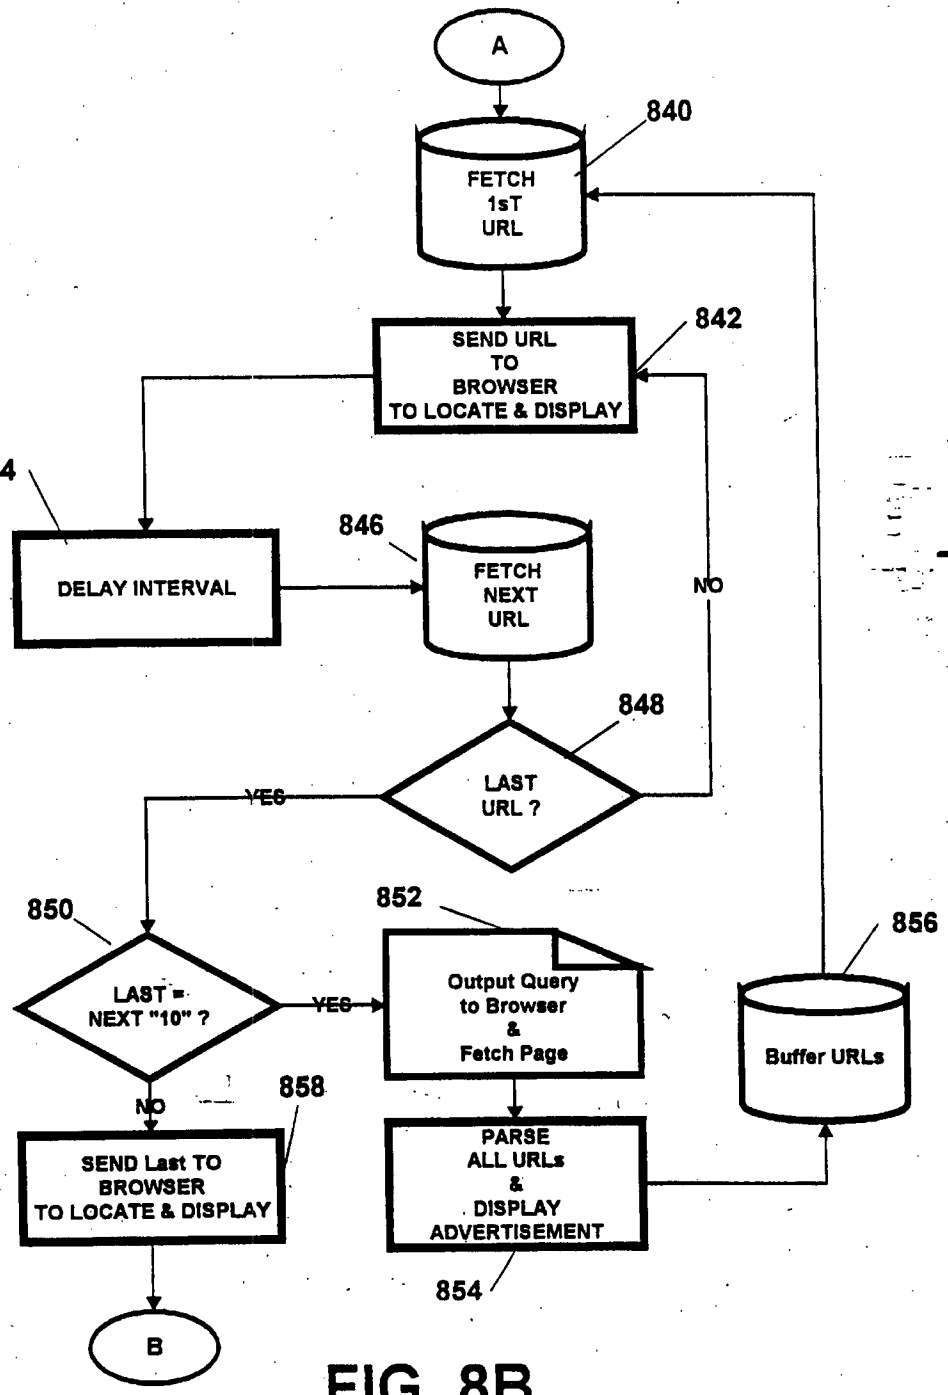 A
840
FETCH
1sT
URL
842
SEND URL
TO
BROWSER
TO LOCATE & DISPLAY
4
DELAY INTERVAL
846
FETCH
NEXT
URL
NO
848
LAST
URL ?
YES
850
LAST =
NEXT "10" ?
YES
852
Output Query
to Browser
&
Fetch Page
856
Buffer URLs
NO
858
SEND Last TO
BROWSER
TO LOCATE & DISPLAY
PARSE
ALL URLs
&
DISPLAY
ADVERTISEMENT
854
B
FIG. 8B